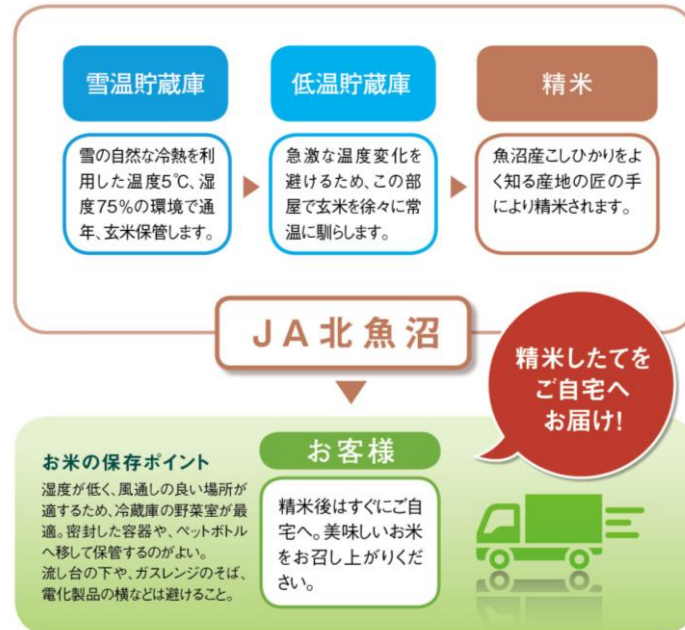 雪温貯蔵庫
雪の自然な冷熱を利
用した温度5℃、湿
度75%の環境で通
年、玄米保管します。
低温貯蔵庫
急激な温度変化を
避けるため、この部
屋で玄米を徐々に常
温に馴らします。
精米
魚沼産こしひかりをよ
く知る産地の匠の手
により精米されます。
JA北魚沼
精米したてを
ご自宅へ
お届け!
お客様
精米後はすぐにご自
宅へ。美味しいお米
をお召し上がりくだ
さい。
お米の保存ポイント
湿度が低く、風通しの良い場所が
適するため、冷蔵庫の野菜室が最
適。密封した容器や、ペットボトル
へ移して保管するのがよい。
流し台の下や、ガスレンジのそば、
電化製品の横などは避けること。